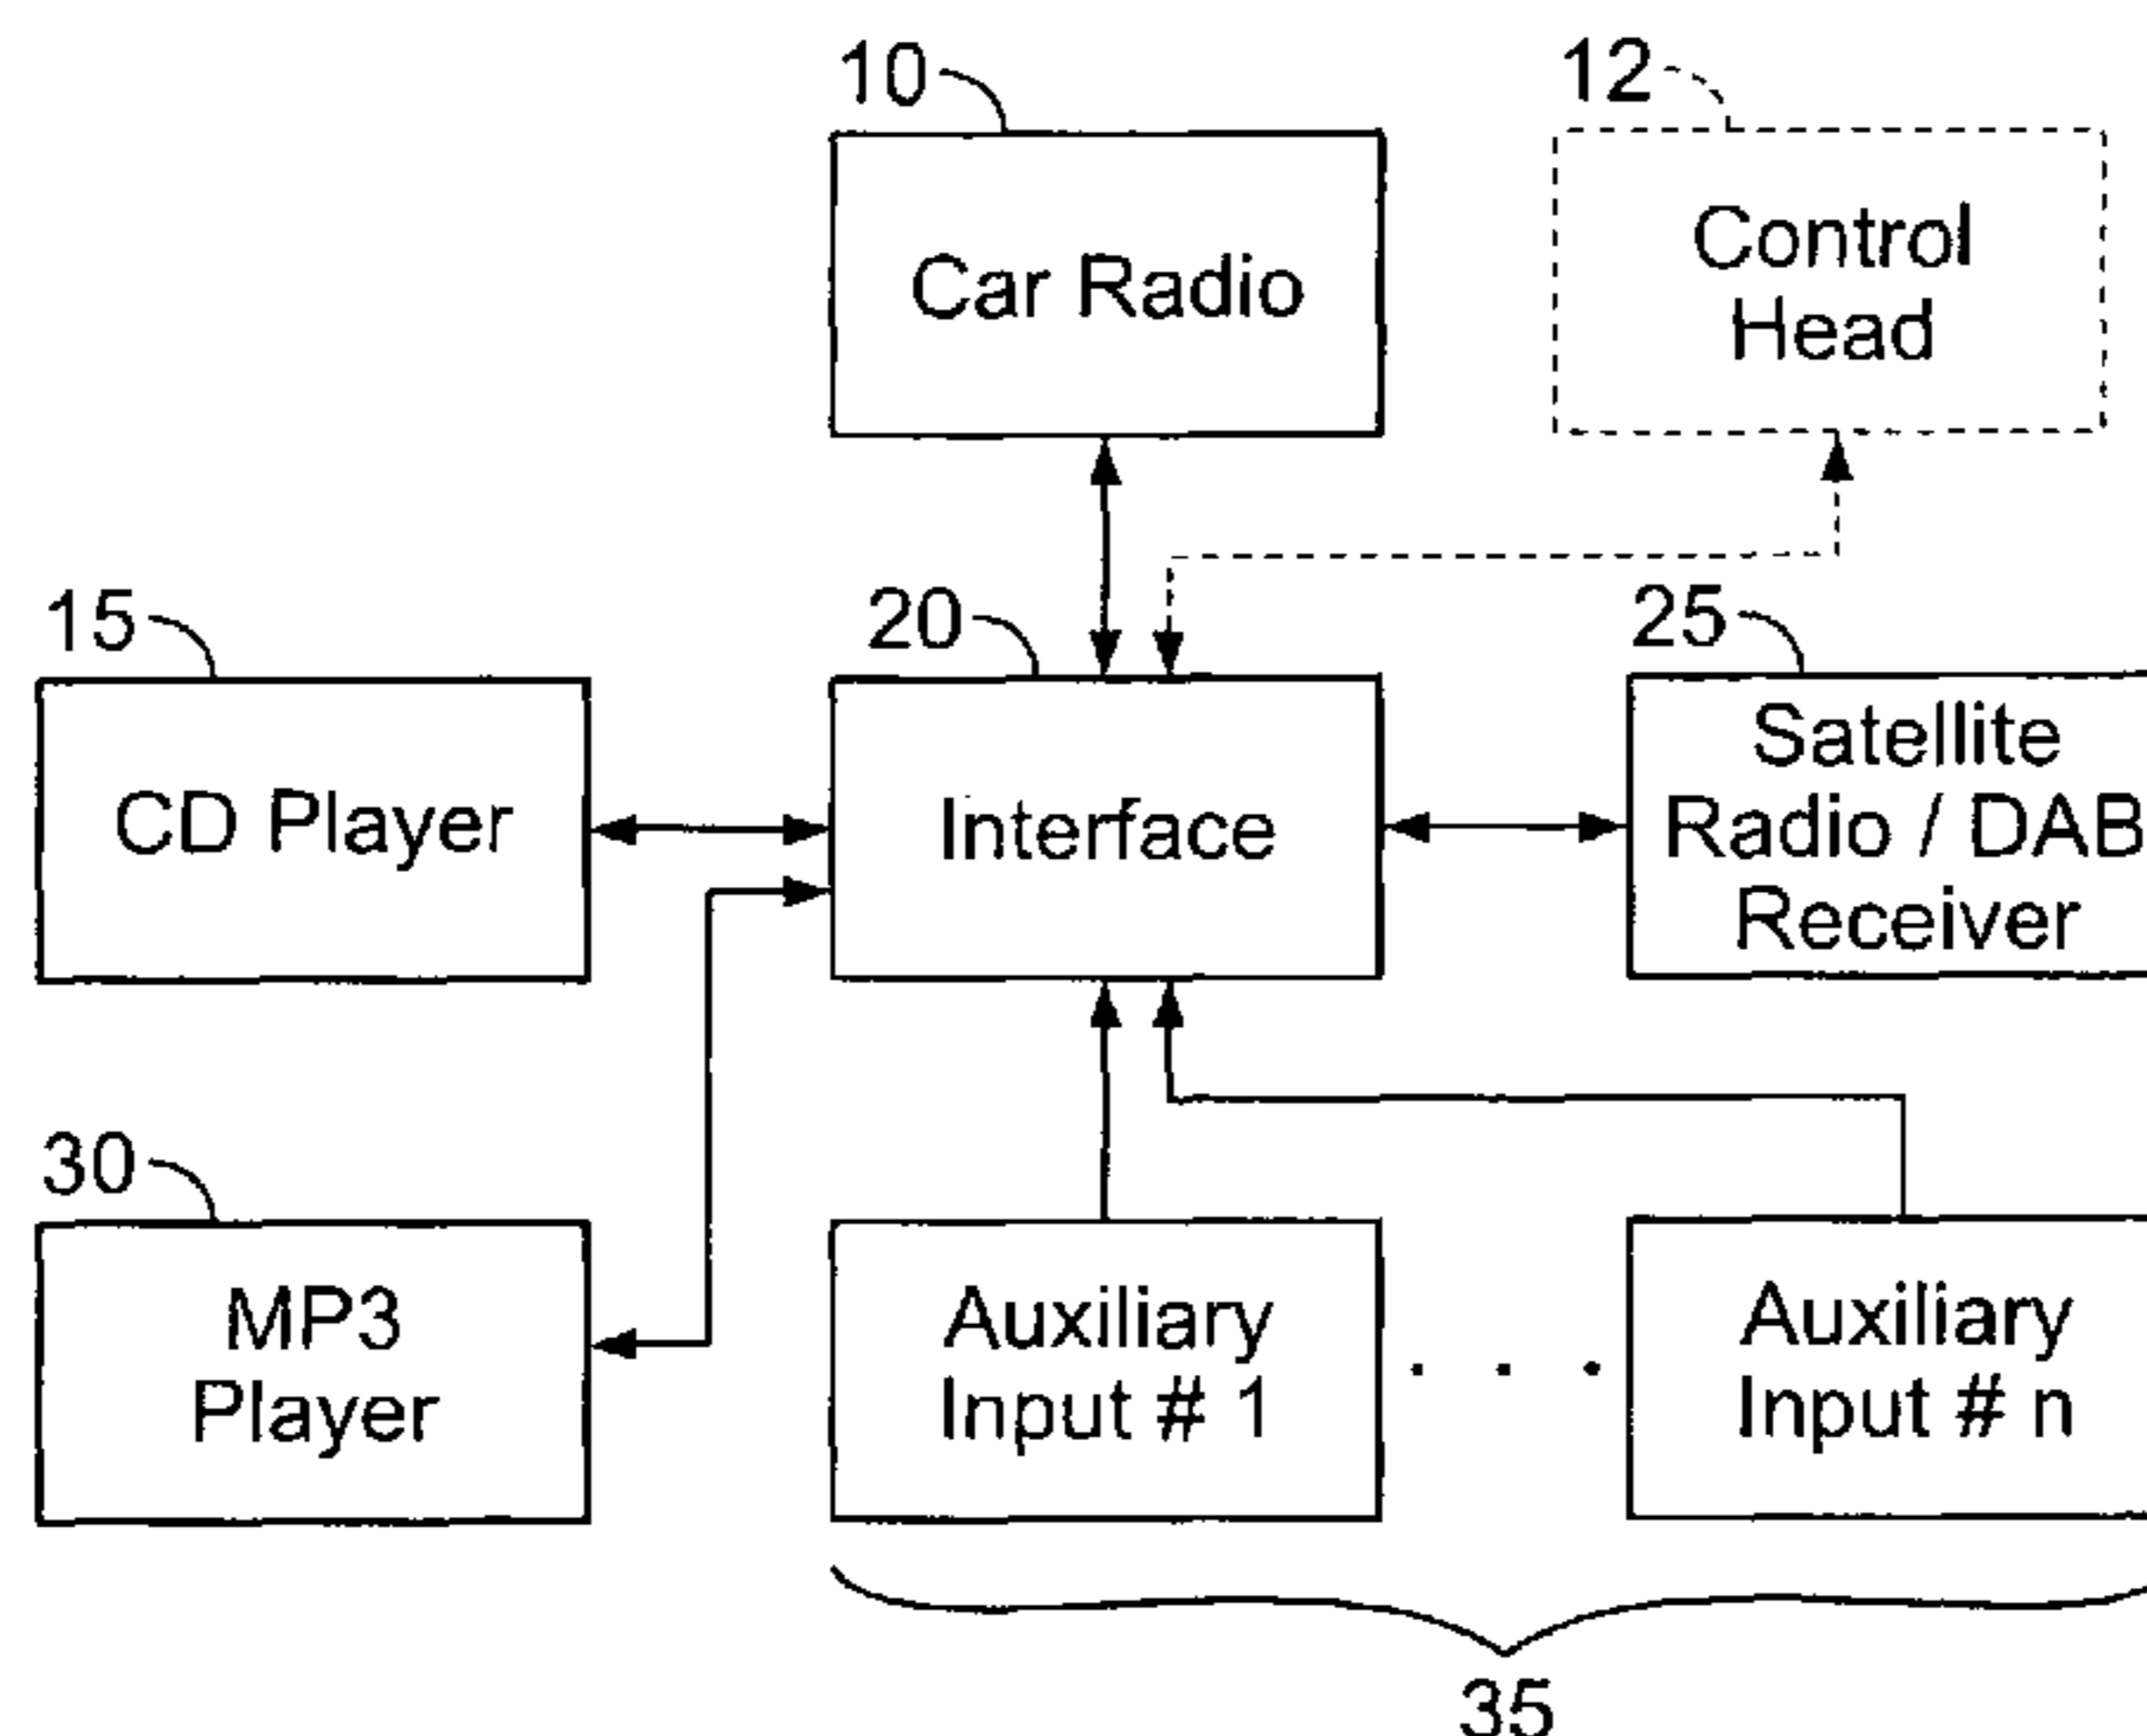 10
12
Car Radio
Control
Head
15
20
25
CD Player
Interface
Satellite
Radio / DAB
Receiver
30
MP3
Player
Auxiliary
Input # 1
. . .
Auxiliary
Input # n
35